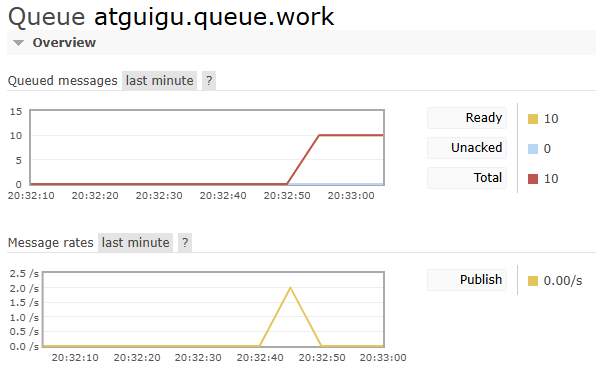 Queue atguigu.queue.work
Overview
Queued messages last minute ?
15
10
5
0
20:32:10 20:32:20 20:32:30 20:32:40 20:32:50 20:33:00
Ready 10
Unacked 0
Total 10
Message rates last minute ?
2.5 /s
2.0 /s
1.5 /s
1.0 /s
0.5 /s
0.0 /s
20:32:10 20:32:20 20:32:30 20:32:40 20:32:50 20:33:00
Publish 0.00/s